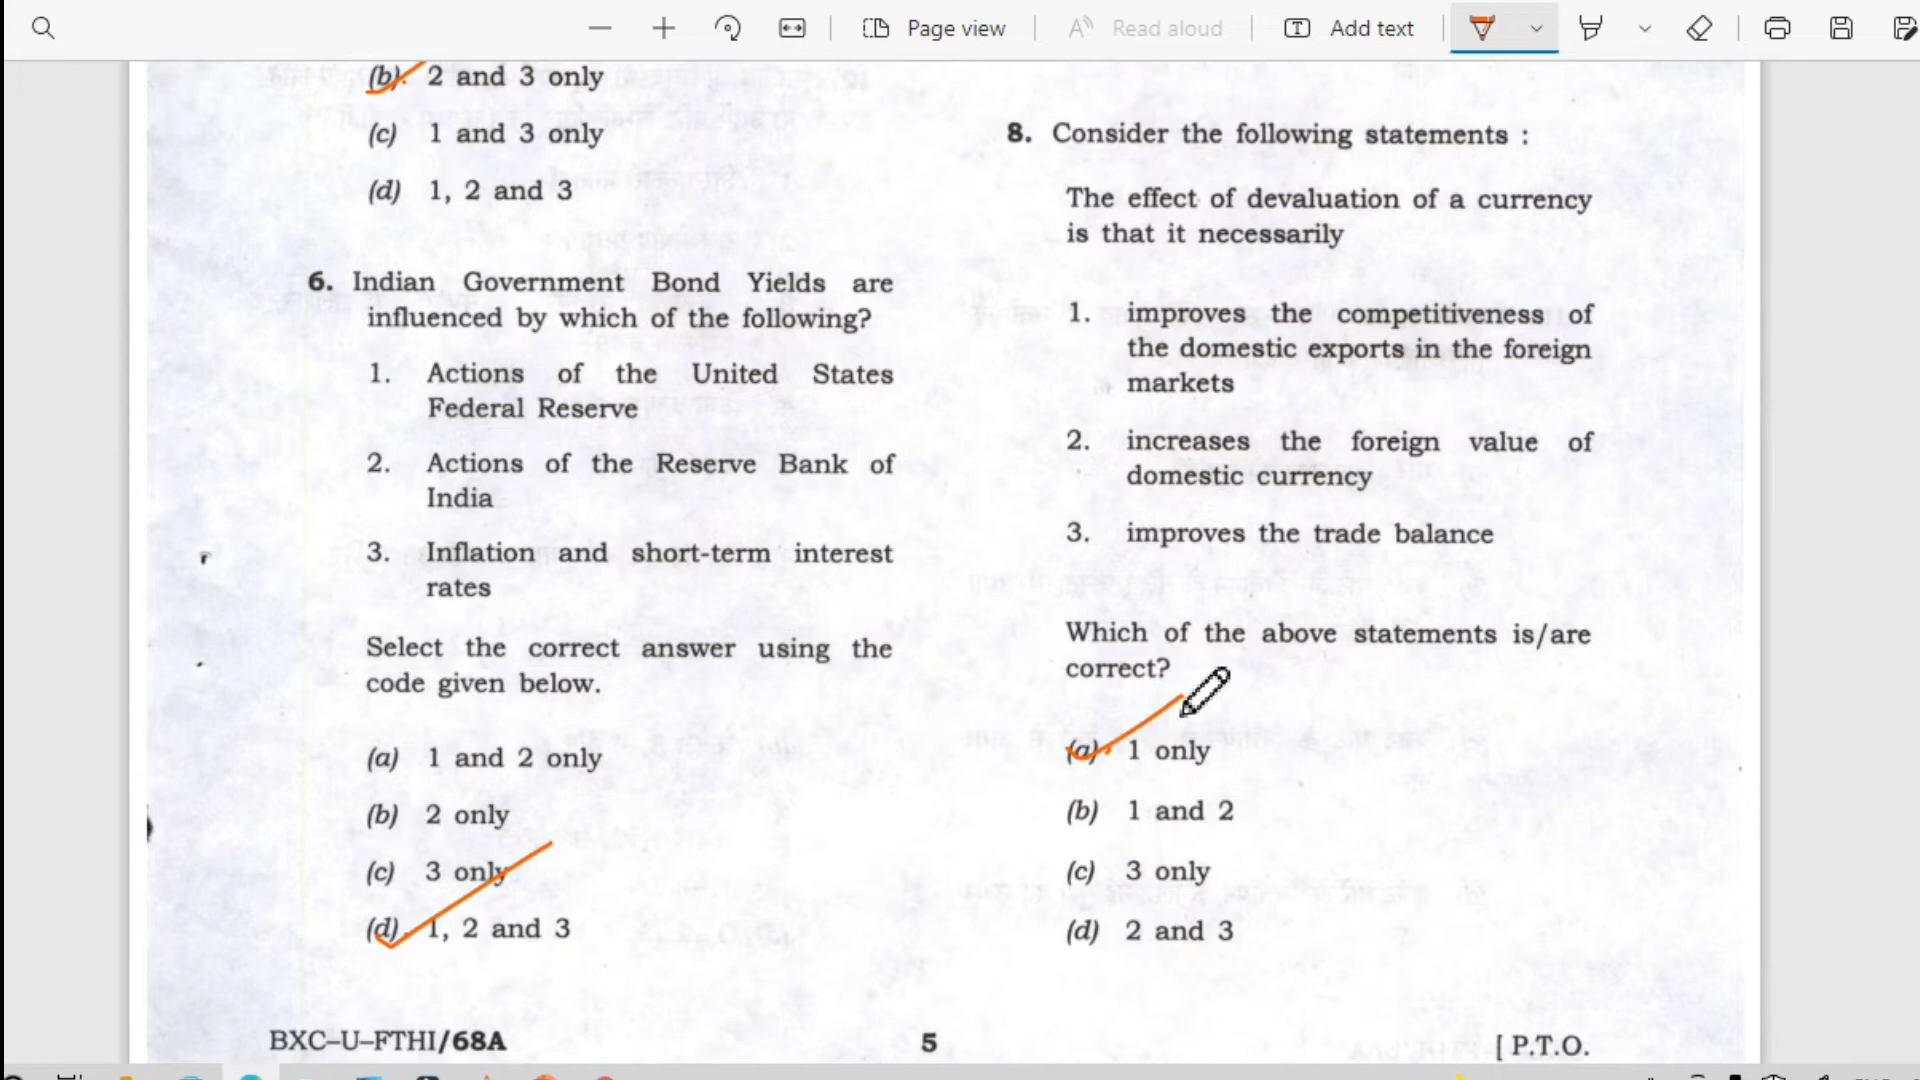 Page view
Read aloud
Add text
(b). 2 and 3 only
(c) 1 and 3 only
(d) 1, 2 and 3
6. Indian Government Bond Yields are
influenced by which of the following?
1. Actions of the United States
Federal Reserve
2. Actions of the Reserve Bank of
India
3. Inflation and short-term interest
rates
Select the correct answer using the
code given below.
(a) 1 and 2 only
(b) 2 only
(c) 3 only
(d). 1, 2 and 3
8. Consider the following statements :
The effect of devaluation of a currency
is that it necessarily
1. improves the competitiveness of
the domestic exports in the foreign
markets
2. increases the foreign value of
domestic currency
3. improves the trade balance
Which of the above statements is/are
correct?
(a). 1 only
(b) 1 and 2
(c) 3 only
(d) 2 and 3
BXC–U–FTHI/68A
5
[ P.T.O.